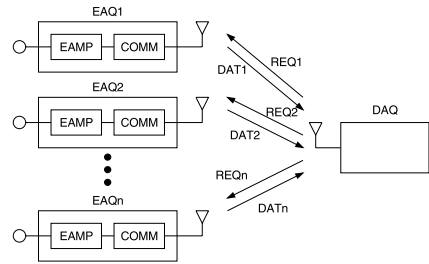 EAQ1
EAMP COMM
REQ1
DAT1
EAQ2
DAQ
EAMP COMM
REQ2
DAT2
REQn
EAQn
DATn
EAMP COMM